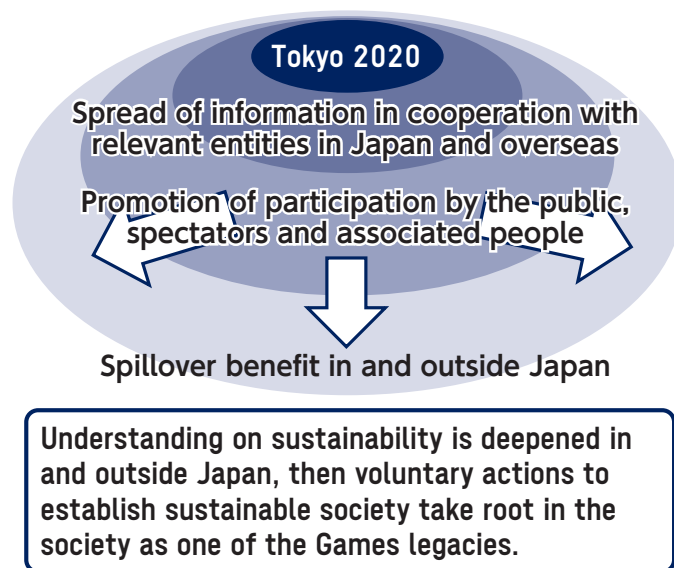 Tokyo 2020
Spread of information in cooperation with
relevant entities in Japan and overseas
Promotion of participation by the public,
spectators and associated people
Spillover benefit in and outside Japan
Understanding on sustainability is deepened in
and outside Japan, then voluntary actions to
establish sustainable society take root in the
society as one of the Games legacies.